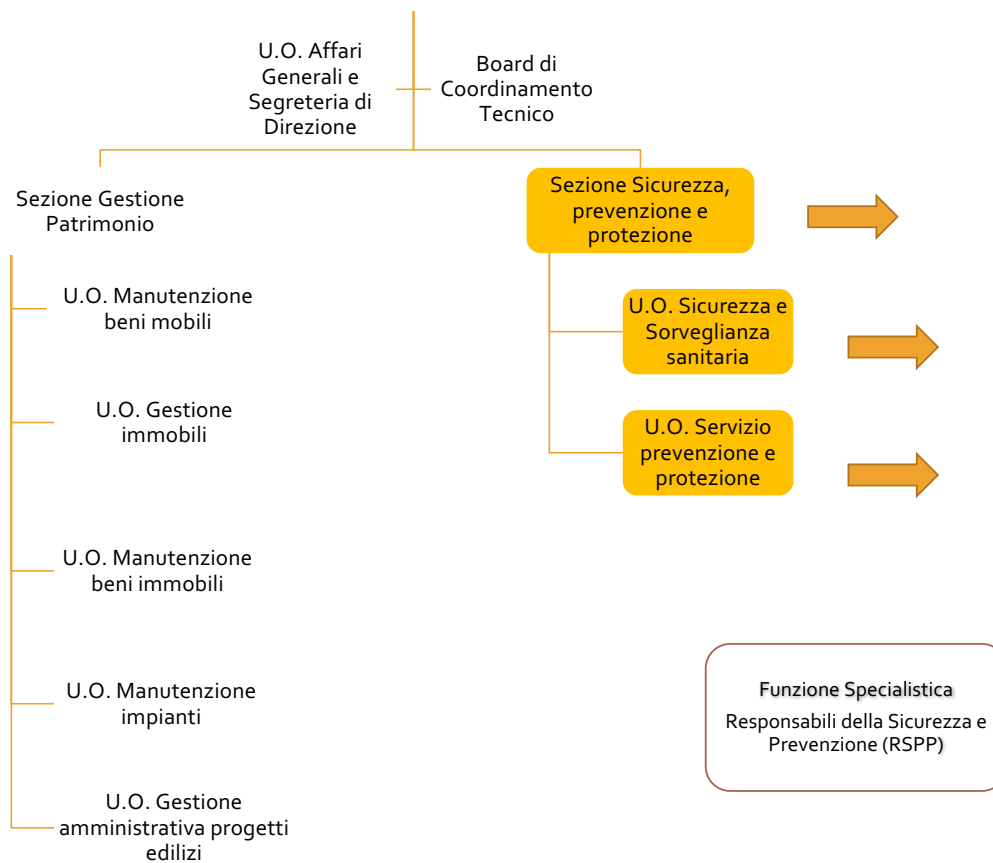 U.O. Affari
Generali e
Segreteria di
Direzione
Board di
Coordinamento
Tecnico
Sezione Gestione
Patrimonio
U.O. Manutenzione
beni mobili
U.O. Gestione
immobili
U.O. Manutenzione
beni immobili
U.O. Manutenzione
impianti
U.O. Gestione
amministrativa progetti
edilizi
Sezione Sicurezza,
prevenzione e
protezione
U.O. Sicurezza e
Sorveglianza
sanitaria
U.O. Servizio
prevenzione e
protezione
Funzione Specialistica
Responsabili della Sicurezza e
Prevenzione (RSPP)